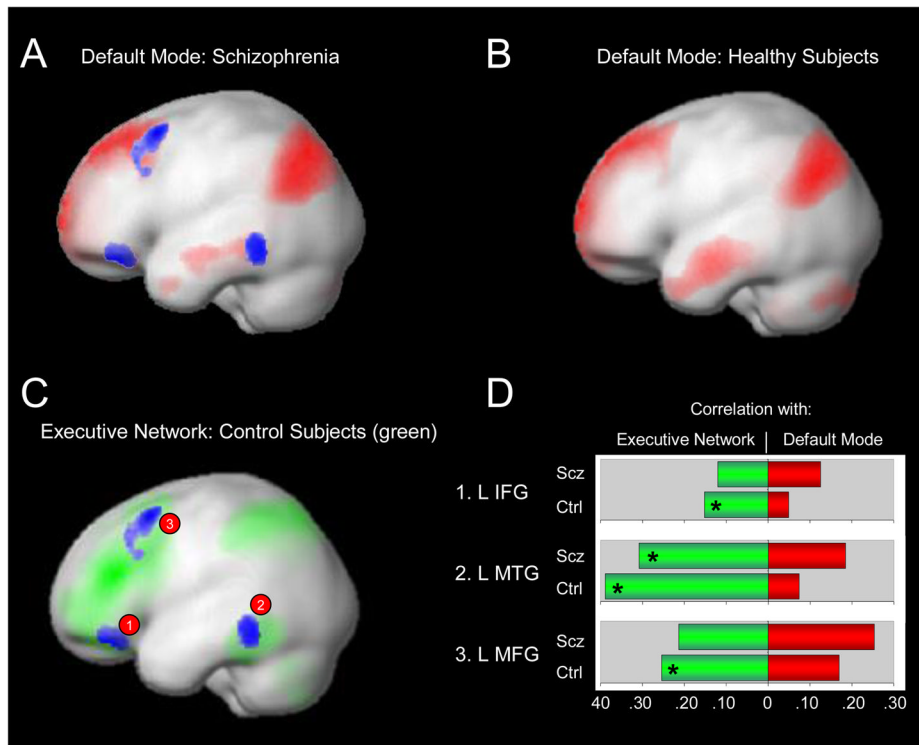 A
Default Mode: Schizophrenia
B
Default Mode: Healthy Subjects
C
Executive Network: Control Subjects (green)
3
2
1
D
Correlation with:
Executive Network | Default Mode
1. L IFG
Scz
Ctrl *
2. L MTG
Scz *
Ctrl *
3. L MFG
Scz
Ctrl *
40 .20 .10 0 .10 .20 .30